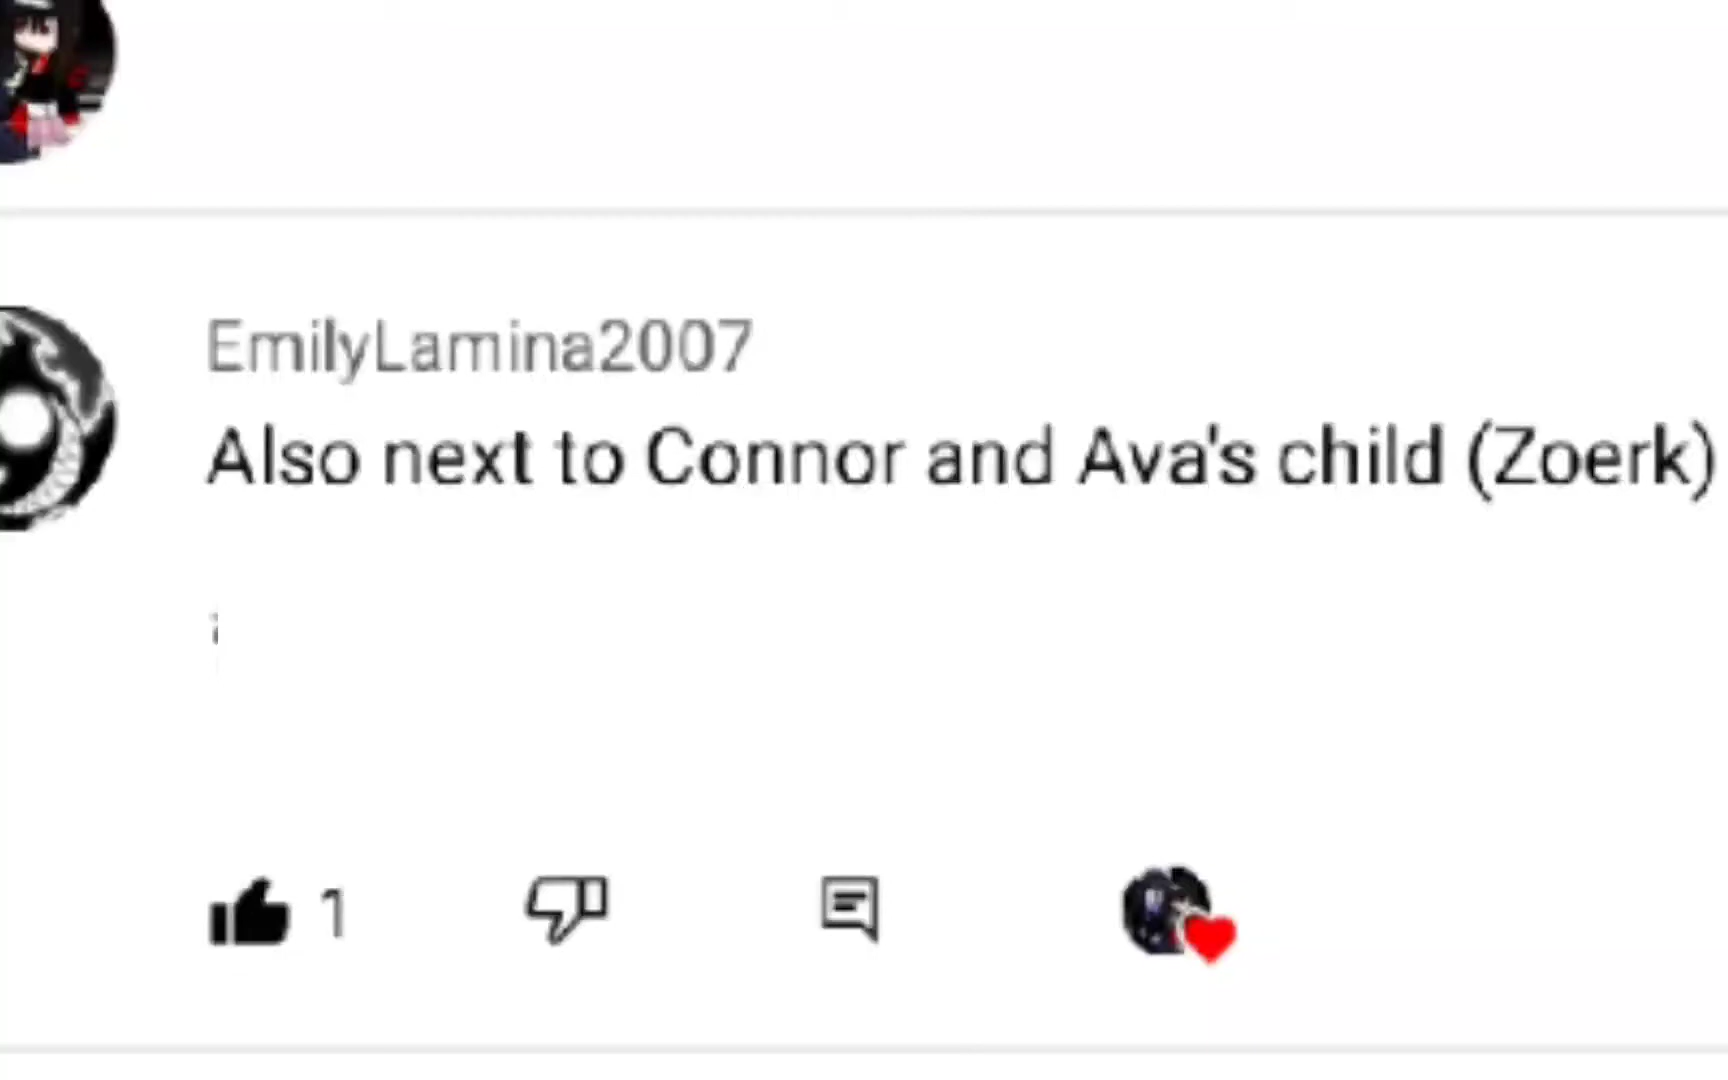 EmilyLamina2007
Also next to Connor and Ava's child (Zoerk)
1